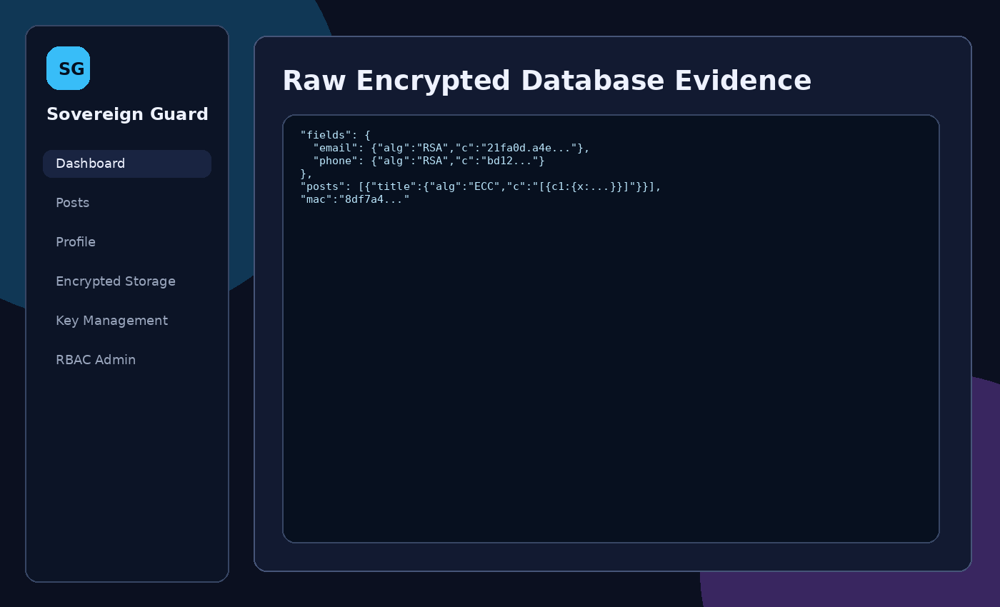 SG
Sovereign Guard
Dashboard
Posts
Profile
Encrypted Storage
Key Management
RBAC Admin
Raw Encrypted Database Evidence
"fields": {
  "email": {"alg":"RSA","c":"21fa0d.a4e..."},
  "phone": {"alg":"RSA","c":"bd12..."}
},
"posts": [{"title":{"alg":"ECC","c":"[{c1:{x:...}}]"}}],
"mac":"8df7a4..."